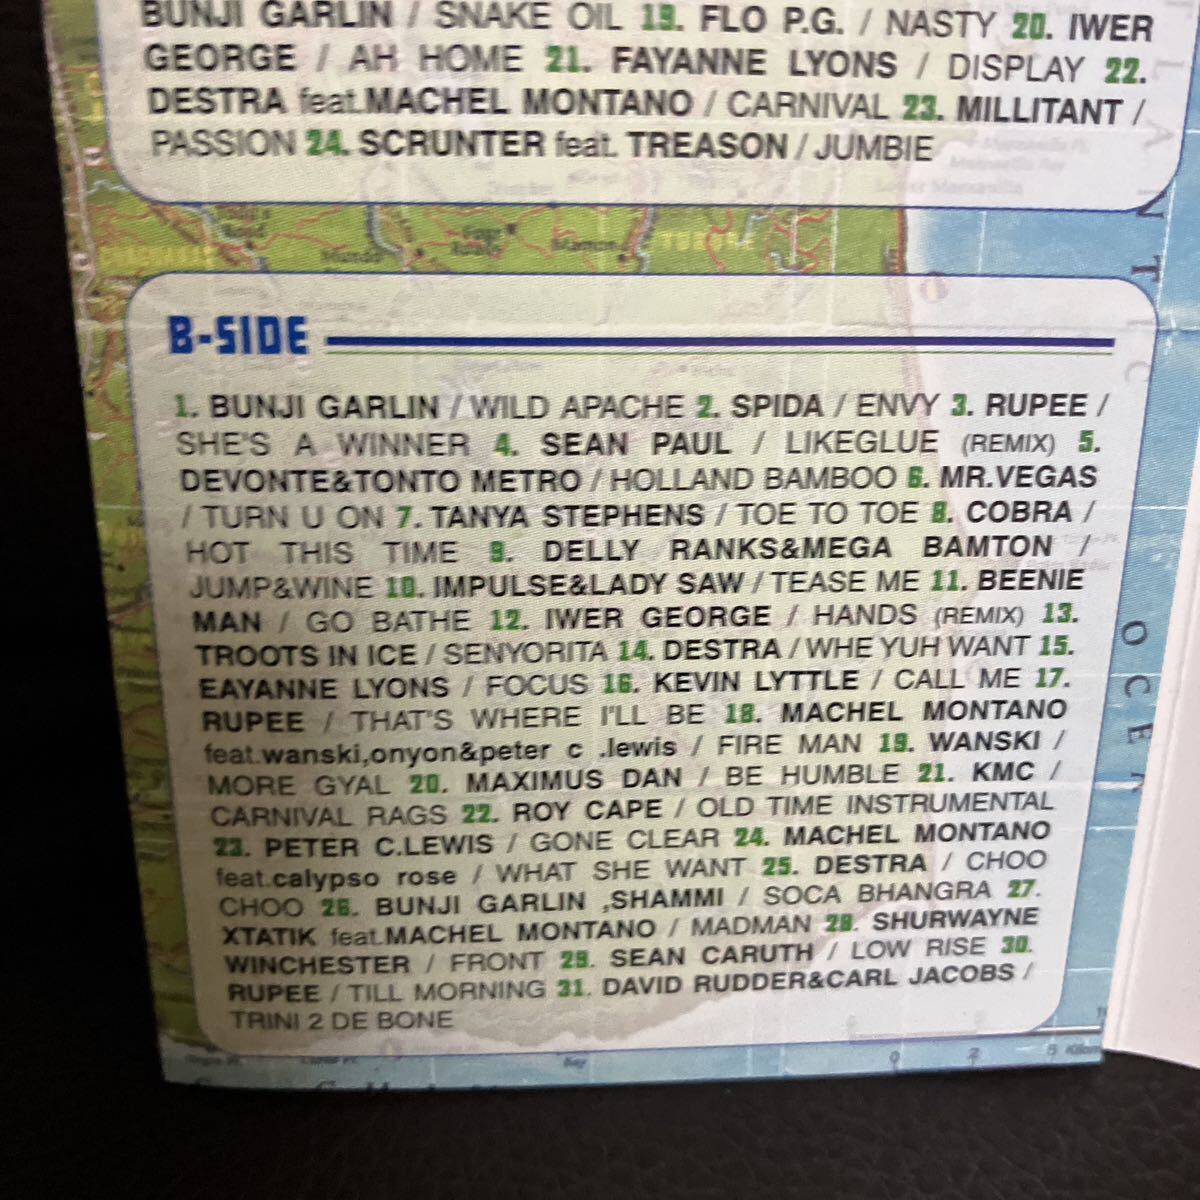 BUNJI GARLIN / SNAKE OIL 19. FLO P.G. / NASTY 20. IWER
GEORGE / AH HOME 21. FAYANNE LYONS / DISPLAY 22.
DESTRA feat.MACHEL MONTANO / CARNIVAL 23. MILLITANT /
PASSION 24. SCRUNTER feat. TREASON / JUMBIE
B-SIDE
1. BUNJI GARLIN / WILD APACHE 2. SPIDA / ENVY 3. RUPEE /
SHE'S A WINNER 4. SEAN PAUL / LIKEGLUE (REMIX) 5.
DEVONTE&TONTO METRO / HOLLAND BAMBOO 6. MR.VEGAS
/ TURN U ON 7. TANYA STEPHENS / TOE TO TOE 8. COBRA /
HOT THIS TIME 9. DELLY RANKS&MEGA BAMTON /
JUMP&WINE 10. IMPULSE&LADY SAW / TEASE ME 11. BEENIE
MAN / GO BATHE 12. IWER GEORGE / HANDS (REMIX) 13.
TROOTS IN ICE / SENYORITA 14. DESTRA / WHE YUH WANT 15.
EAYANNE LYONS / FOCUS 16. KEVIN LYTTLE / CALL ME 17.
RUPEE / THAT'S WHERE I'LL BE 18. MACHEL MONTANO
feat.wanski,onyon&peter c .lewis / FIRE MAN 19. WANSKI /
MORE GYAL 20. MAXIMUS DAN / BE HUMBLE 21. KMC /
CARNIVAL RAGS 22. ROY CAPE / OLD TIME INSTRUMENTAL
23. PETER C.LEWIS / GONE CLEAR 24. MACHEL MONTANO
feat.calypso rose / WHAT SHE WANT 25. DESTRA / CHOO
CHOO 26. BUNJI GARLIN ,SHAMMI / SOCA BHANGRA 27.
XTATIK feat.MACHEL MONTANO / MADMAN 28. SHURWAYNE
WINCHESTER / FRONT 29. SEAN CARUTH / LOW RISE 30.
RUPEE / TILL MORNING 31. DAVID RUDDER&CARL JACOBS /
TRINI 2 DE BONE
0 2 5